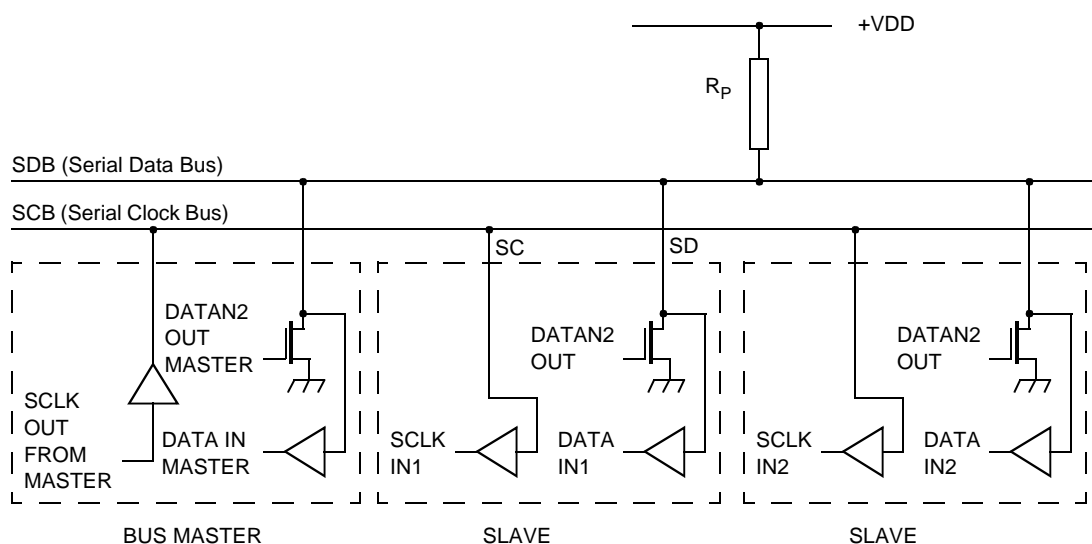 +VDD
RP
SDB (Serial Data Bus)
SCB (Serial Clock Bus)
SC
SD
DATAN2
OUT
MASTER
SCLK
OUT
FROM
MASTER
DATA IN
MASTER
DATAN2
OUT
SCLK
IN1
DATA
IN1
DATAN2
OUT
SCLK
IN2
DATA
IN2
BUS MASTER
SLAVE
SLAVE